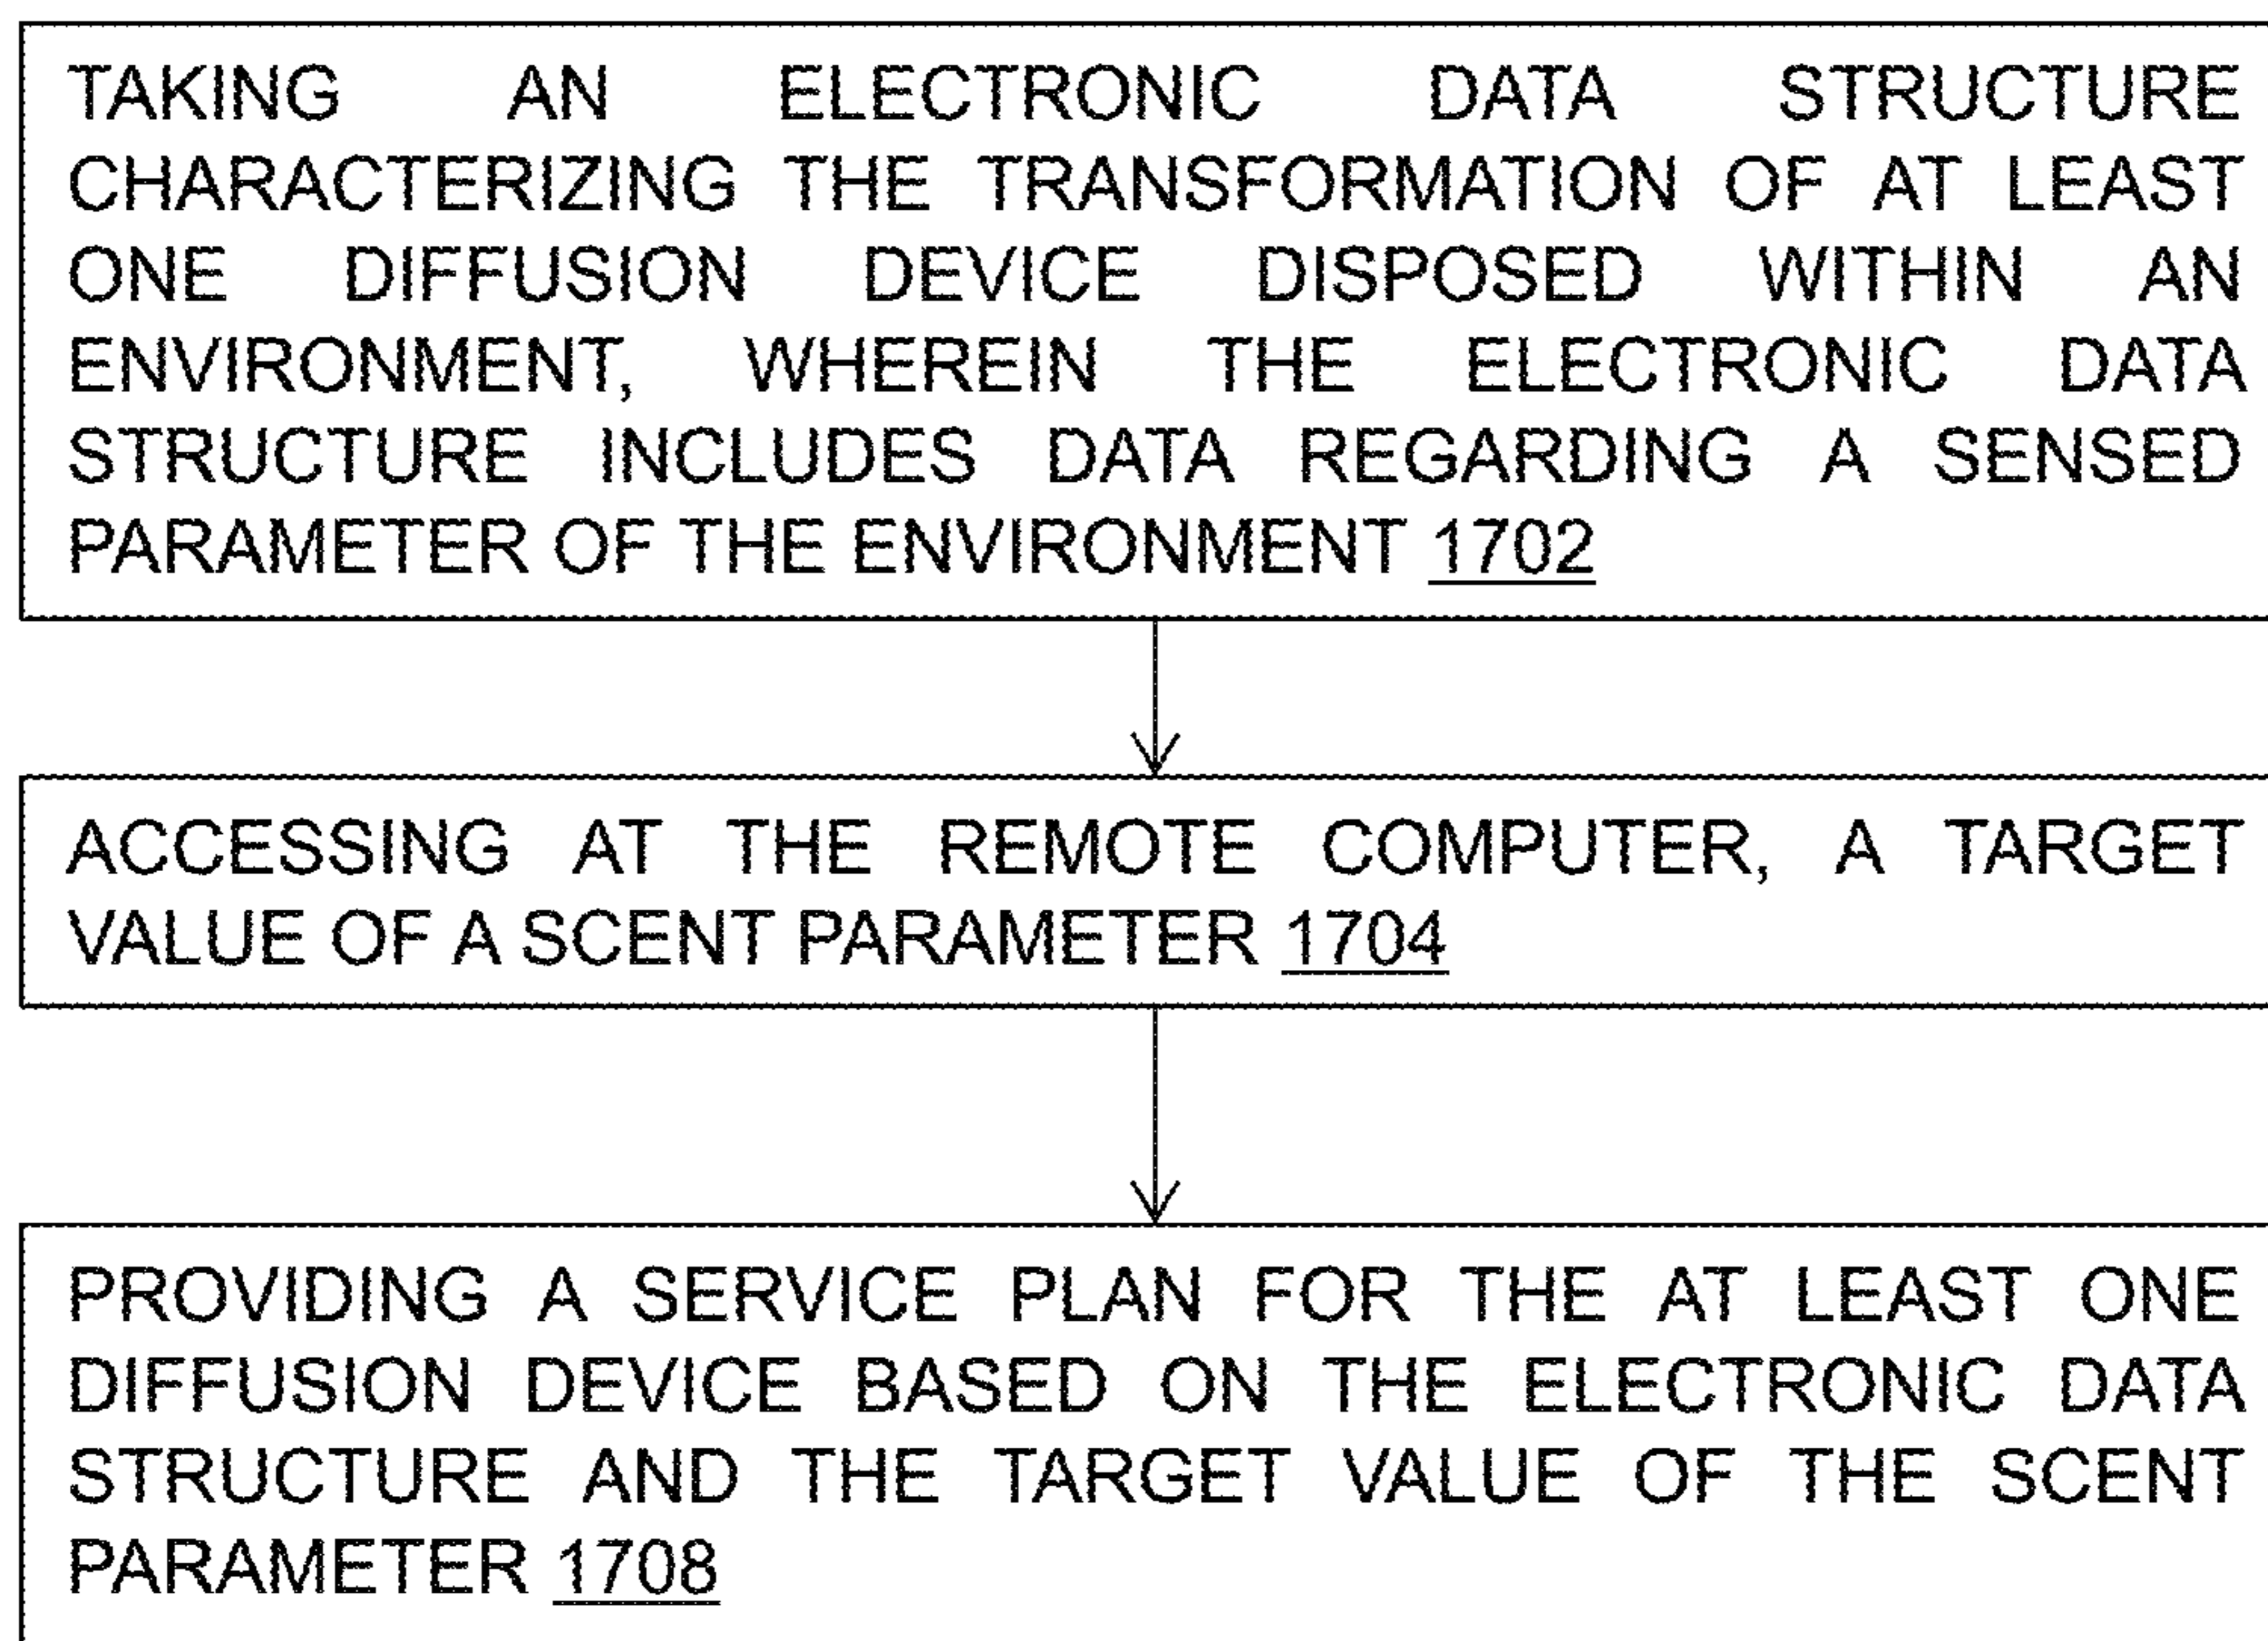 TAKING AN ELECTRONIC DATA STRUCTURE
CHARACTERIZING THE TRANSFORMATION OF AT LEAST
ONE DIFFUSION DEVICE DISPOSED WITHIN AN
ENVIRONMENT, WHEREIN THE ELECTRONIC DATA
STRUCTURE INCLUDES DATA REGARDING A SENSED
PARAMETER OF THE ENVIRONMENT 1702
ACCESSING AT THE REMOTE COMPUTER, A TARGET
VALUE OF A SCENT PARAMETER 1704
PROVIDING A SERVICE PLAN FOR THE AT LEAST ONE
DIFFUSION DEVICE BASED ON THE ELECTRONIC DATA
STRUCTURE AND THE TARGET VALUE OF THE SCENT
PARAMETER 1708